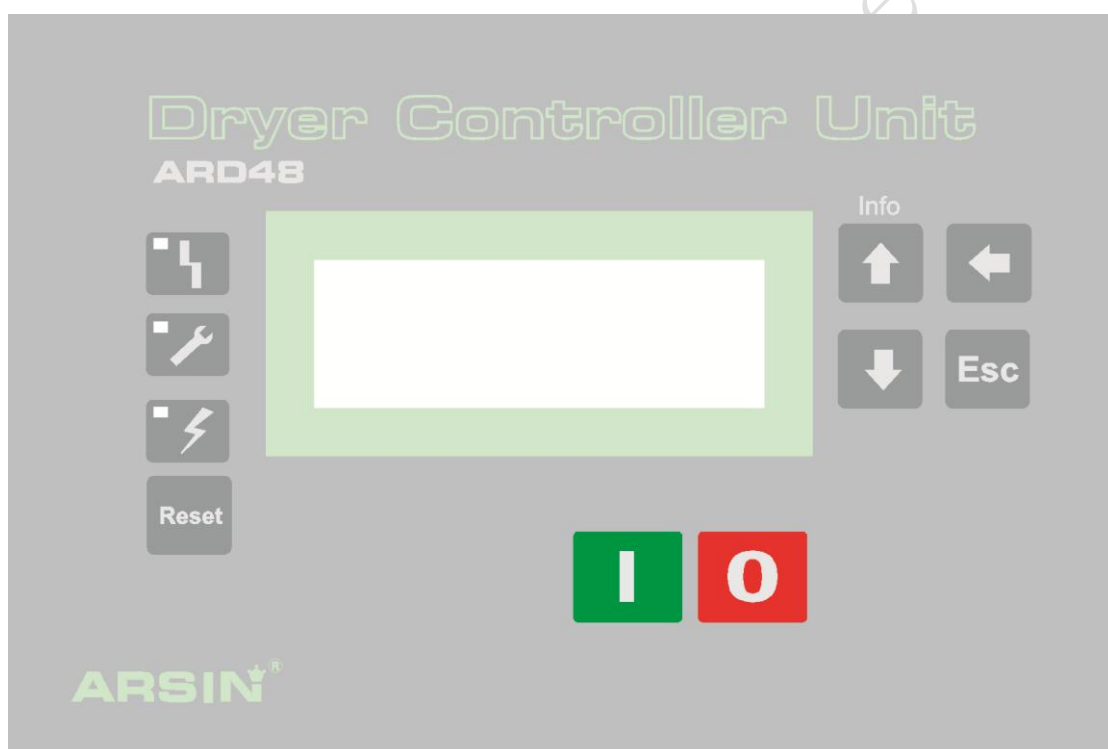 Dryer Controller Unit
ARD48
Info
Esc
Reset
I O
ARSIN®